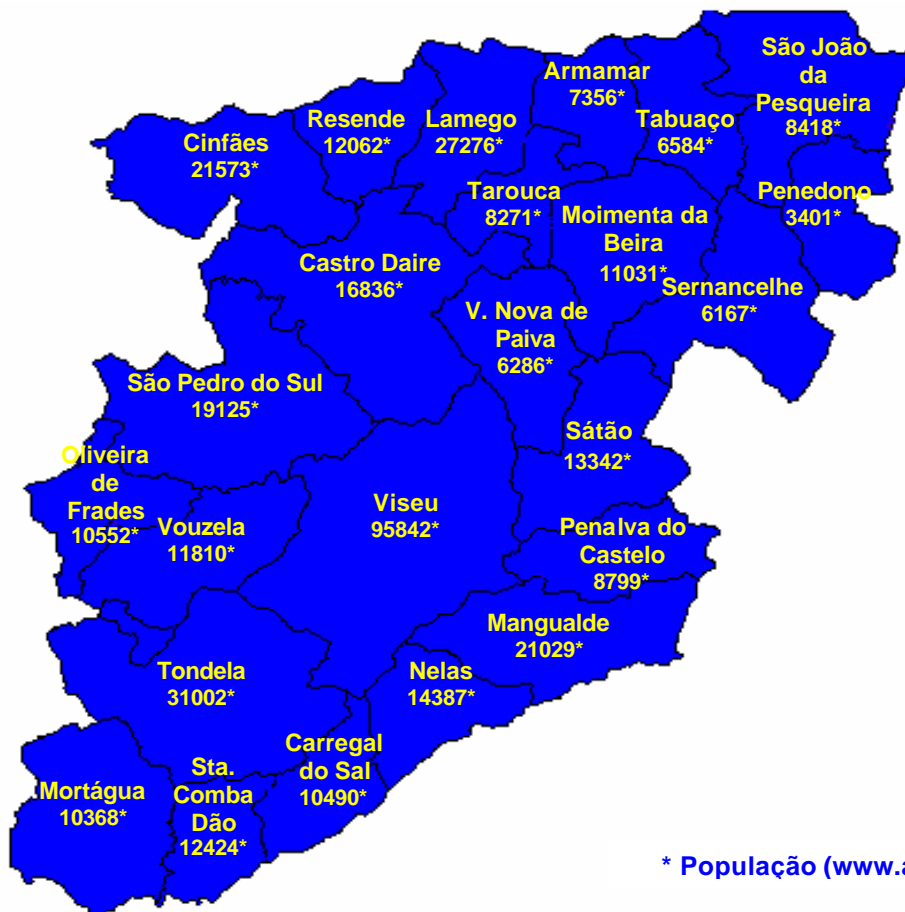 São João
da
Pesqueira
8418*
Armamar
7356*
Tabuaço
6584*
Resende
12062*
Lamego
27276*
Cinfães
21573*
Tarouca
8271*
Penedono
3401*
Moimenta da
Beira
11031*
Castro Daire
16836*
Sernancelhe
6167*
V. Nova de
Paiva
6286*
São Pedro do Sul
19125*
Sátão
13342*
Oliveira
de
Frades
10552*
Vouzela
11810*
Viseu
95842*
Penalva do
Castelo
8799*
Mangualde
21029*
Tondela
31002*
Nelas
14387*
Carregal
do Sal
10490*
Sta.
Comba
Dão
12424*
Mortágua
10368*
* População (www.a